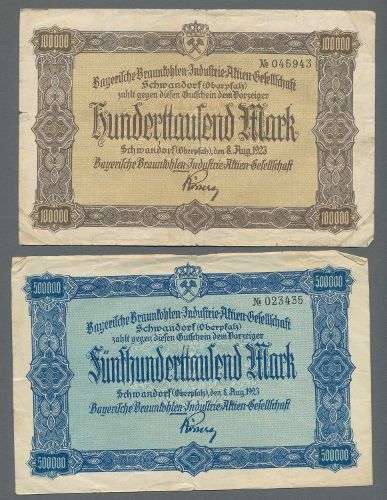 100000
100000
№ 045943
Bayerische Braunkohlen-Industrie-Aktien-Gesellschaft
Schwandorf (Oberpfalz)
zahlt gegen diesen Gutschein dem Vorzeiger
Hunderttausend Mark
Schwandorf (Oberpfalz), den 8. Aug. 1923
Bayerische Braunkohlen-Industrie-Aktien-Gesellschaft
100000
100000
500000
500000
№ 023435
Bayerische Braunkohlen-Industrie-Aktien-Gesellschaft
Schwandorf (Oberpfalz)
zahlt gegen diesen Gutschein dem Vorzeiger
Fünfhunderttausend Mark
Schwandorf (Oberpfalz), den 8. Aug. 1923
Bayerische Braunkohlen-Industrie-Aktien-Gesellschaft
500000
500000